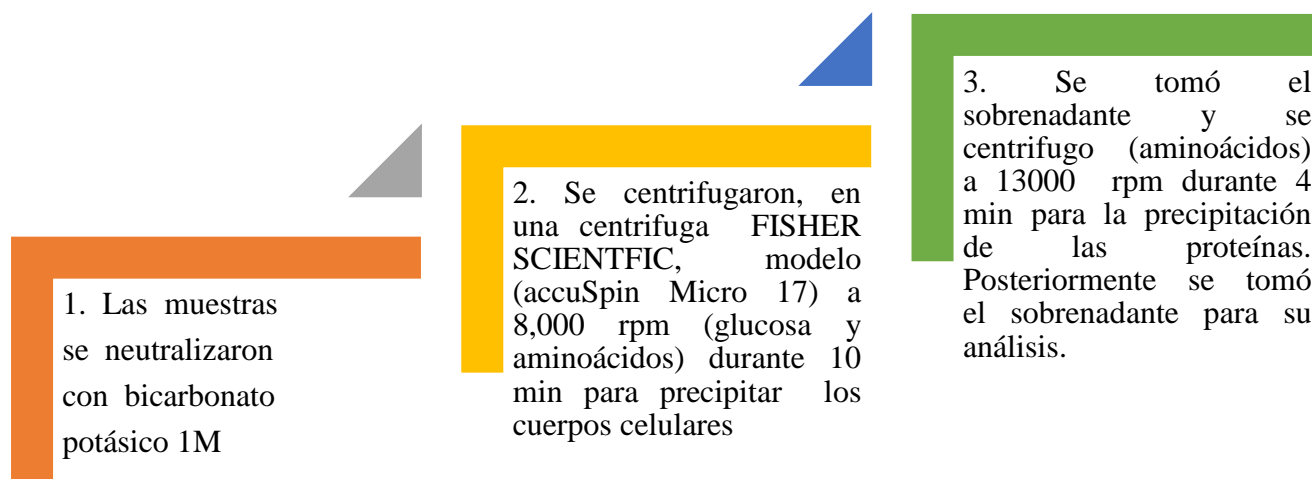 1. Las muestras
se neutralizaron
con bicarbonato
potásico 1M
2. Se centrifugaron, en
una centrifuga FISHER
SCIENTFIC, modelo
(accuSpin Micro 17) a
8,000 rpm (glucosa y
aminoácidos) durante 10
min para precipitar los
cuerpos celulares
3. Se tomó el
sobrenadante y se
centrifugo (aminoácidos)
a 13000 rpm durante 4
min para la precipitación
de las proteínas.
Posteriormente se tomó
el sobrenadante para su
análisis.